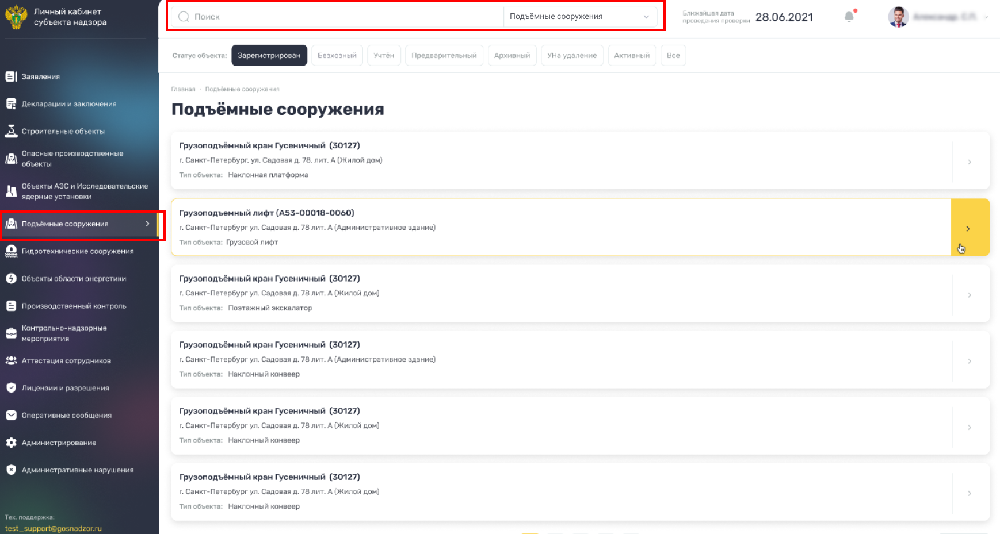 Личный кабинет
субъекта надзора
Заявления
Декларации и заключения
Строительные объекты
Опасные производственные
объекты
Объекты АЭС и Исследовательские
ядерные установки
Подъёмные сооружения
Гидротехнические сооружения
Объекты области энергетики
Производственный контроль
Контрольно-надзорные
мероприятия
Аттестация сотрудников
Лицензии и разрешения
Оперативные сообщения
Администрирование
Административные нарушения
Тех. поддержка:
test_support@gosnadzor.ru
Поиск
Подъёмные сооружения
Ближайшая дата
проведения проверки
28.06.2021
Статус объекта: Зарегистрирован Безхозный Учтён Предварительный Архивный УНа удаление Активный Все
Главная · Подъёмные сооружения
Подъёмные сооружения
Грузоподъёмный кран Гусеничный (30127)
г. Санкт-Петербург, ул. Садовая д. 78, лит. А (Жилой дом)
Тип объекта: Наклонная платформа
Грузоподъемный лифт (А53-00018-0060)
г. Санкт-Петербург ул. Садовая д. 78 лит. А (Административное здание)
Тип объекта: Грузовой лифт
Грузоподъёмный кран Гусеничный (30127)
г. Санкт-Петербург ул. Садовая д. 78 лит. А (Жилой дом)
Тип объекта: Поэтажный экскалатор
Грузоподъёмный кран Гусеничный (30127)
г. Санкт-Петербург ул. Садовая д. 78 лит. А (Административное здание)
Тип объекта: Наклонный конвеер
Грузоподъёмный кран Гусеничный (30127)
г. Санкт-Петербург ул. Садовая д. 78 лит. А (Жилой дом)
Тип объекта: Наклонный конвеер
Грузоподъёмный кран Гусеничный (30127)
г. Санкт-Петербург ул. Садовая д. 78 лит. А (Жилой дом)
Тип объекта: Наклонный конвеер